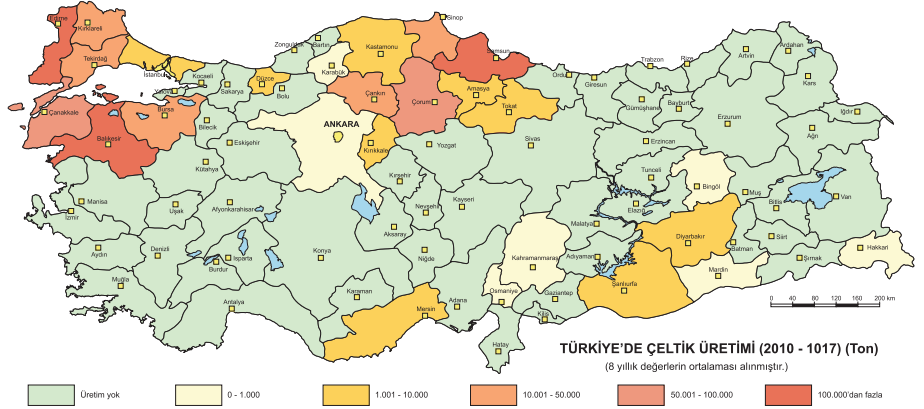 Edirne
Kırklareli
Tekirdağ
İstanbul
Kocaeli
Yalova
Sakarya
Düzce
Bolu
Zonguldak
Bartın
Karabük
Kastamonu
Sinop
Samsun
Ordu
Giresun
Trabzon
Rize
Artvin
Ardahan
Kars
Iğdır
Ağrı
Erzurum
Bayburt
Gümüşhane
Erzincan
Çanakkale
Balıkesir
Bursa
Bilecik
Eskişehir
Kütahya
ANKARA
Çankırı
Kırıkkale
Çorum
Amasya
Tokat
Yozgat
Sivas
Kırşehir
Nevşehir
Kayseri
Aksaray
Niğde
Manisa
İzmir
Uşak
Afyonkarahisar
Aydın
Denizli
Muğla
Burdur
Isparta
Antalya
Konya
Karaman
Mersin
Adana
Osmaniye
Hatay
Kilis
Gaziantep
Kahramanmaraş
Malatya
Adıyaman
Şanlıurfa
Elazığ
Tunceli
Bingöl
Muş
Bitlis
Van
Diyarbakır
Batman
Siirt
Mardin
Şırnak
Hakkari
0 40 80 120 160 200 km
TÜRKİYE'DE ÇELTİK ÜRETİMİ (2010 - 1017) (Ton)
(8 yıllık değerlerin ortalaması alınmıştır.)
Üretim yok
0 - 1.000
1.001 - 10.000
10.001 - 50.000
50.001 - 100.000
100.000'dan fazla